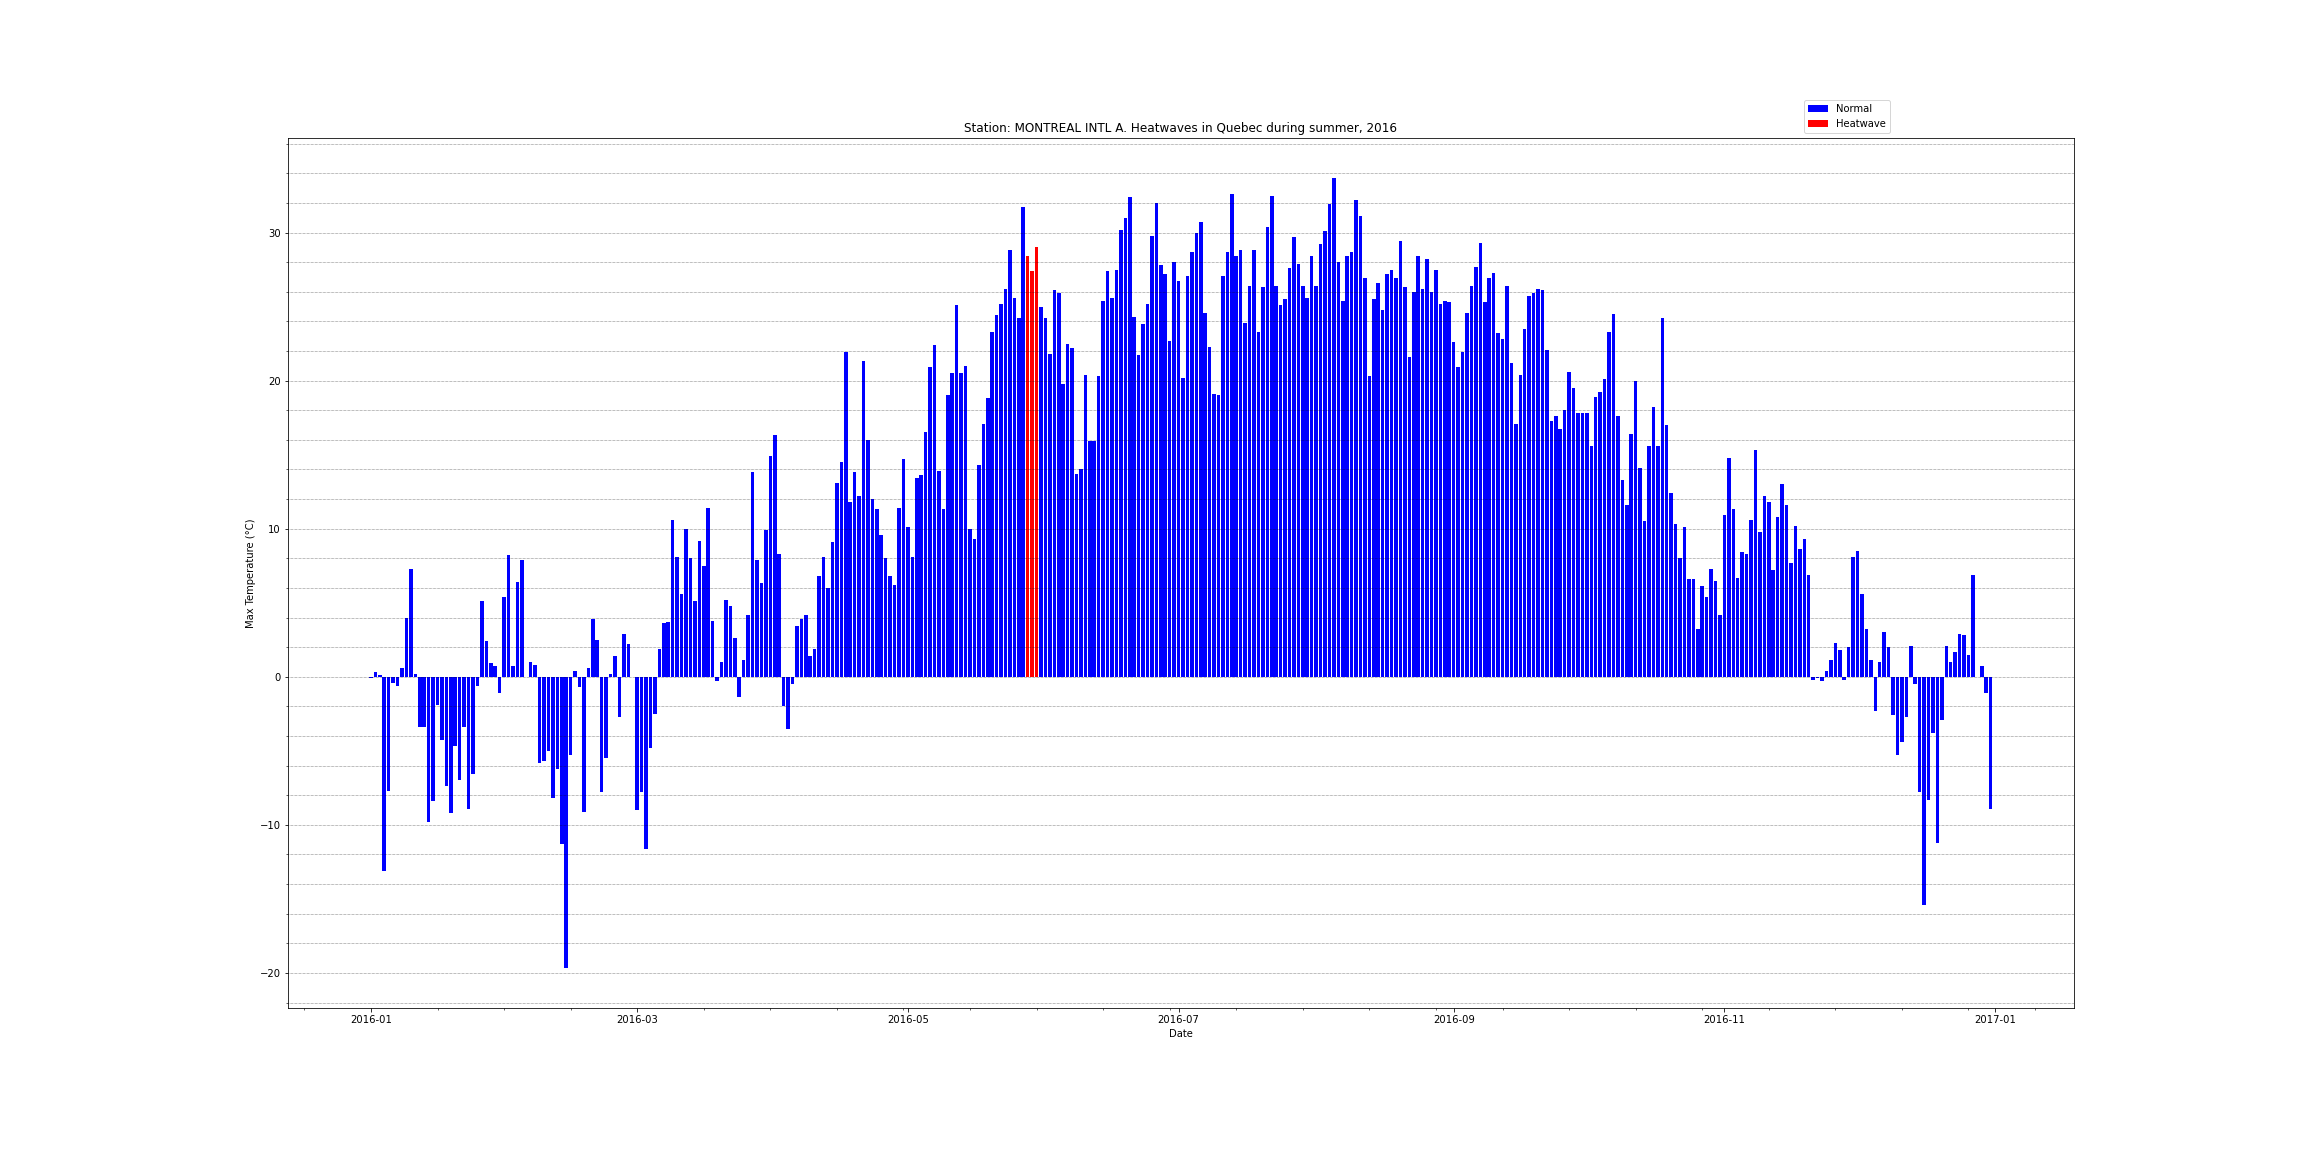 Normal
Heatwave
Station: MONTREAL INTL A. Heatwaves in Quebec during summer, 2016
30
20
10
0
−10
−20
Max Temperature (°C)
2016-01 2016-03 2016-05 2016-07 2016-09 2016-11 2017-01
Date